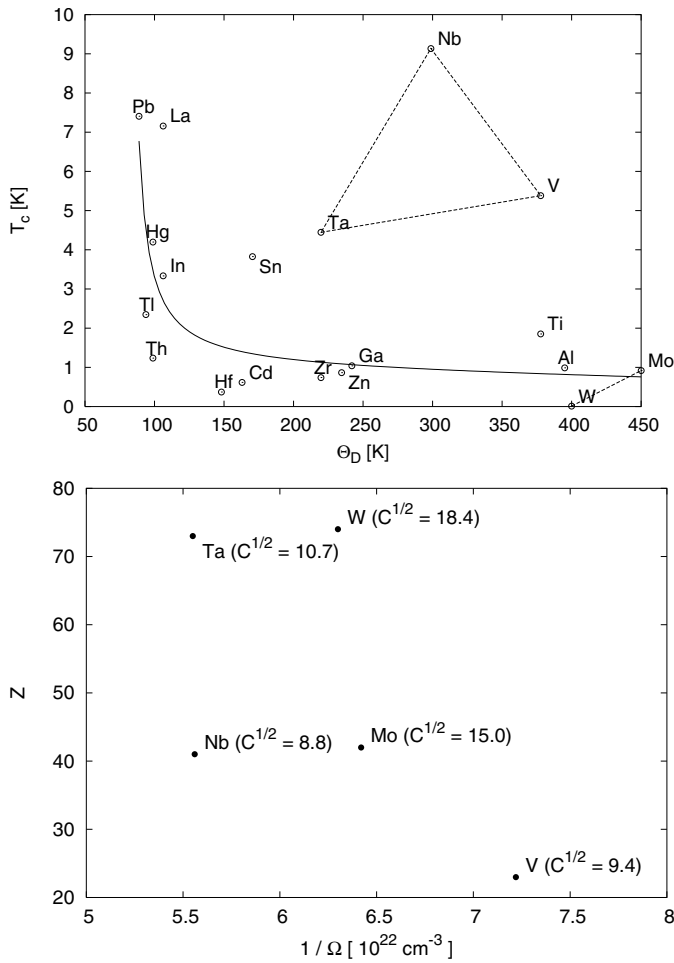 10
9
8
7
6
5
4
3
2
1
0
T_c [K]
50 100 150 200 250 300 350 400 450
Θ_D [K]
Nb
Pb
La
V
Ta
Hg
Sn
In
Tl
Ti
Th
Ga
Al
Mo
Zr
Zn
Hf
Cd
W
80
70
60
50
40
30
20
Z
5 5.5 6 6.5 7 7.5 8
1 / Ω [ 10^22 cm^-3 ]
W (C^1/2 = 18.4)
Ta (C^1/2 = 10.7)
Nb (C^1/2 = 8.8)
Mo (C^1/2 = 15.0)
V (C^1/2 = 9.4)